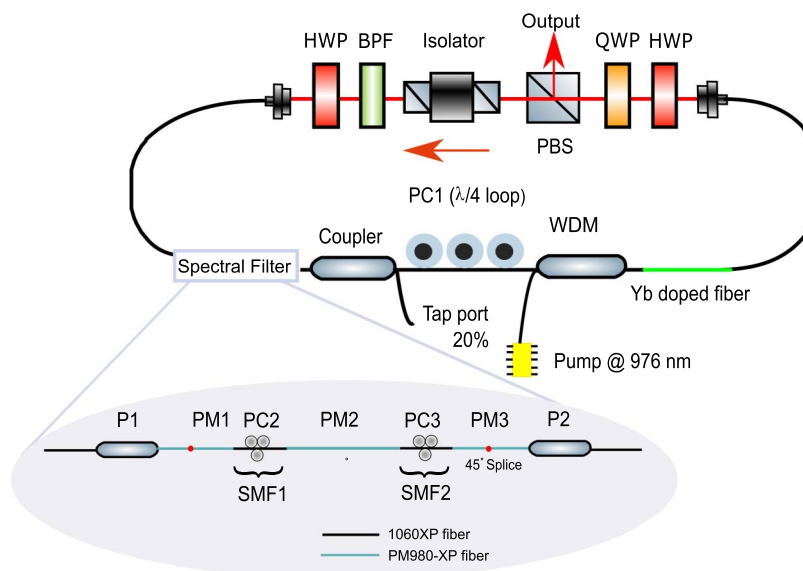 Output
HWP BPF Isolator QWP HWP
PBS
PC1 (λ/4 loop)
Coupler WDM
Spectral Filter
Yb doped fiber
Tap port
20%
Pump @ 976 nm
P1 PM1 PC2 PM2 PC3 PM3 P2
45° Splice
SMF1 SMF2
1060XP fiber
PM980-XP fiber